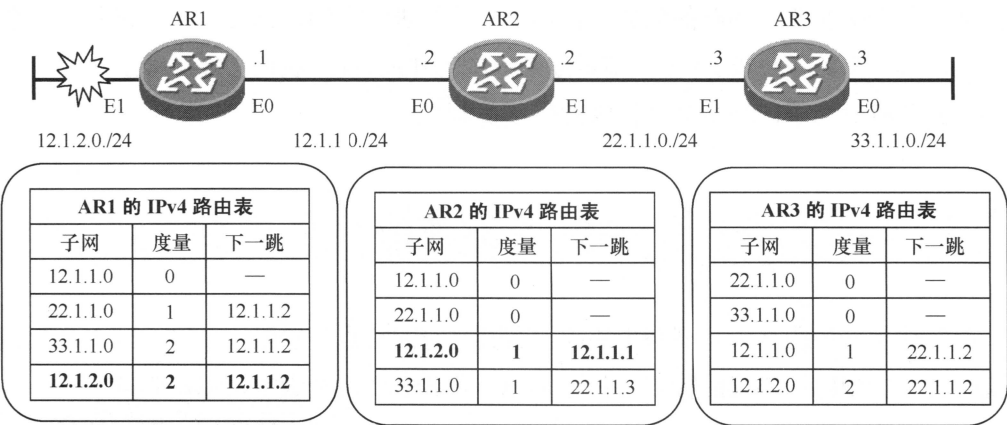 AR1 AR2 AR3
.1 .2 .2 .3 .3
E1 E0 E0 E1 E1 E0
12.1.2.0./24 12.1.1 0./24 22.1.1.0./24 33.1.1.0./24
AR1 的 IPv4 路由表
子网 度量 下一跳
12.1.1.0 0 —
22.1.1.0 1 12.1.1.2
33.1.1.0 2 12.1.1.2
12.1.2.0 2 12.1.1.2
AR2 的 IPv4 路由表
子网 度量 下一跳
12.1.1.0 0 —
22.1.1.0 0 —
12.1.2.0 1 12.1.1.1
33.1.1.0 1 22.1.1.3
AR3 的 IPv4 路由表
子网 度量 下一跳
22.1.1.0 0 —
33.1.1.0 0 —
12.1.1.0 1 22.1.1.2
12.1.2.0 2 22.1.1.2